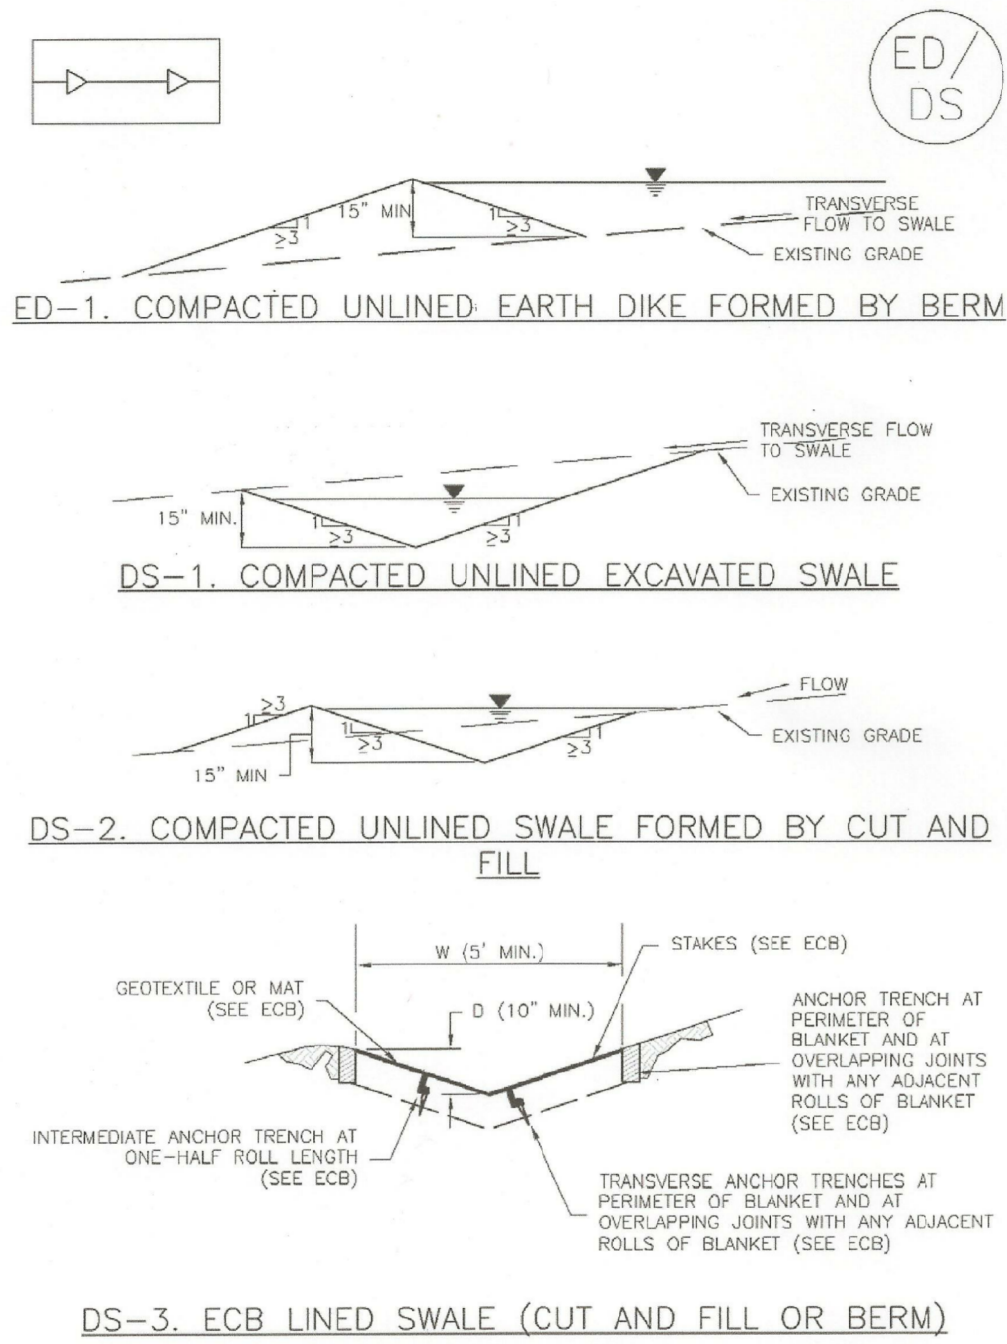 ED/
DS
15" MIN
1
≥3
1
≥3
TRANSVERSE
FLOW TO SWALE
EXISTING GRADE
ED-1. COMPACTED UNLINED EARTH DIKE FORMED BY BERM
TRANSVERSE FLOW
TO SWALE
EXISTING GRADE
15" MIN.
1
≥3
1
≥3
DS-1. COMPACTED UNLINED EXCAVATED SWALE
FLOW
≥3
1
1
≥3
1
≥3
EXISTING GRADE
15" MIN
DS-2. COMPACTED UNLINED SWALE FORMED BY CUT AND
FILL
W (5' MIN.)
STAKES (SEE ECB)
GEOTEXTILE OR MAT
(SEE ECB)
D (10" MIN.)
ANCHOR TRENCH AT
PERIMETER OF
BLANKET AND AT
OVERLAPPING JOINTS
WITH ANY ADJACENT
ROLLS OF BLANKET
(SEE ECB)
INTERMEDIATE ANCHOR TRENCH AT
ONE-HALF ROLL LENGTH
(SEE ECB)
TRANSVERSE ANCHOR TRENCHES AT
PERIMETER OF BLANKET AND AT
OVERLAPPING JOINTS WITH ANY ADJACENT
ROLLS OF BLANKET (SEE ECB)
DS-3. ECB LINED SWALE (CUT AND FILL OR BERM)